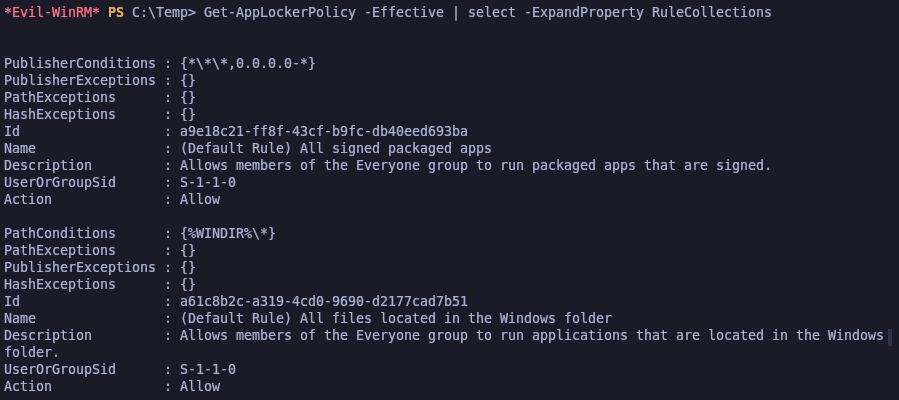 *Evil-WinRM* PS C:\Temp> Get-AppLockerPolicy -Effective | select -ExpandProperty RuleCollections
PublisherConditions : {*\*\*,0.0.0.0-*}
PublisherExceptions : {}
PathExceptions      : {}
HashExceptions      : {}
Id                  : a9e18c21-ff8f-43cf-b9fc-db40eed693ba
Name                : (Default Rule) All signed packaged apps
Description         : Allows members of the Everyone group to run packaged apps that are signed.
UserOrGroupSid      : S-1-1-0
Action              : Allow
PathConditions      : {%WINDIR%\*}
PathExceptions      : {}
PublisherExceptions : {}
HashExceptions      : {}
Id                  : a61c8b2c-a319-4cd0-9690-d2177cad7b51
Name                : (Default Rule) All files located in the Windows folder
Description         : Allows members of the Everyone group to run applications that are located in the Windows
folder.
UserOrGroupSid      : S-1-1-0
Action              : Allow